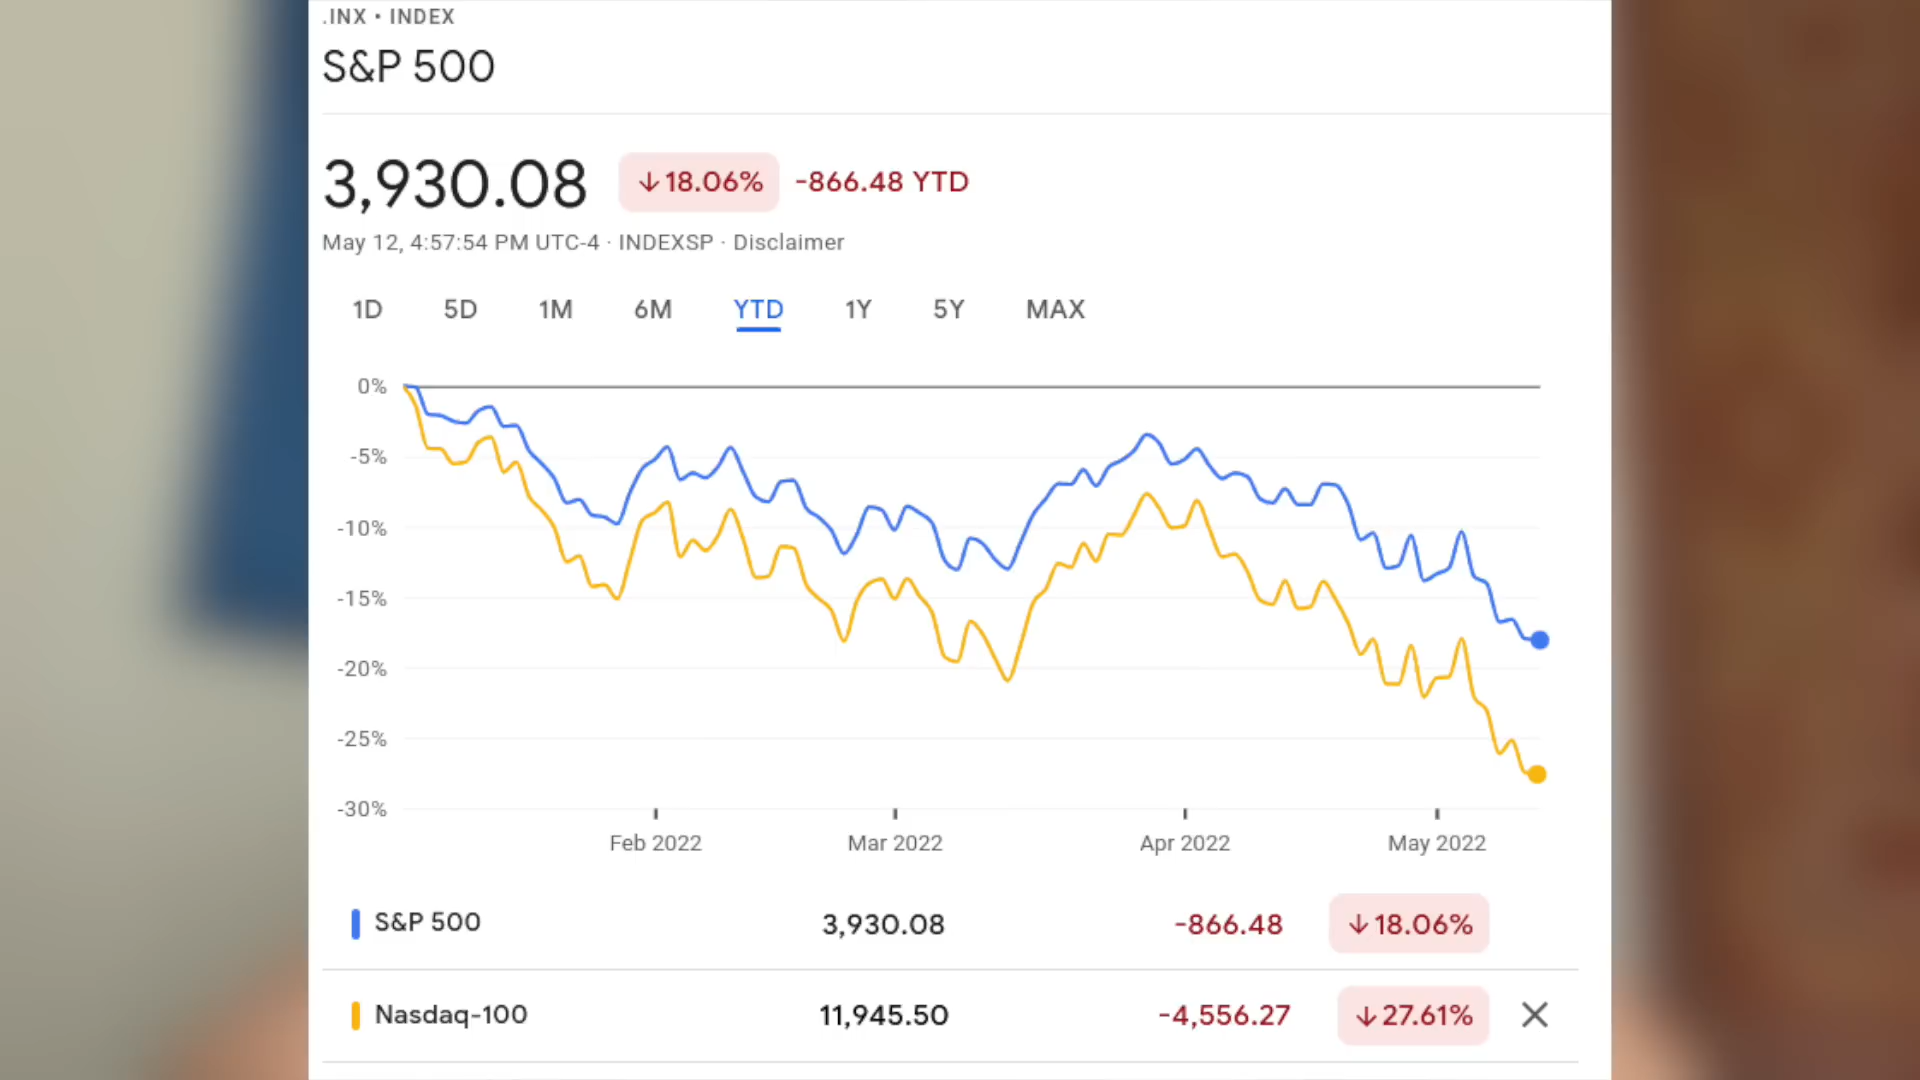 .INX • INDEX
S&P 500
3,930.08 ↓18.06% -866.48 YTD
May 12, 4:57:54 PM UTC-4 · INDEXSP · Disclaimer
1D 5D 1M 6M YTD 1Y 5Y MAX
0%
-5%
-10%
-15%
-20%
-25%
-30%
Feb 2022 Mar 2022 Apr 2022 May 2022
S&P 500 3,930.08 -866.48 ↓18.06%
Nasdaq-100 11,945.50 -4,556.27 ↓27.61%